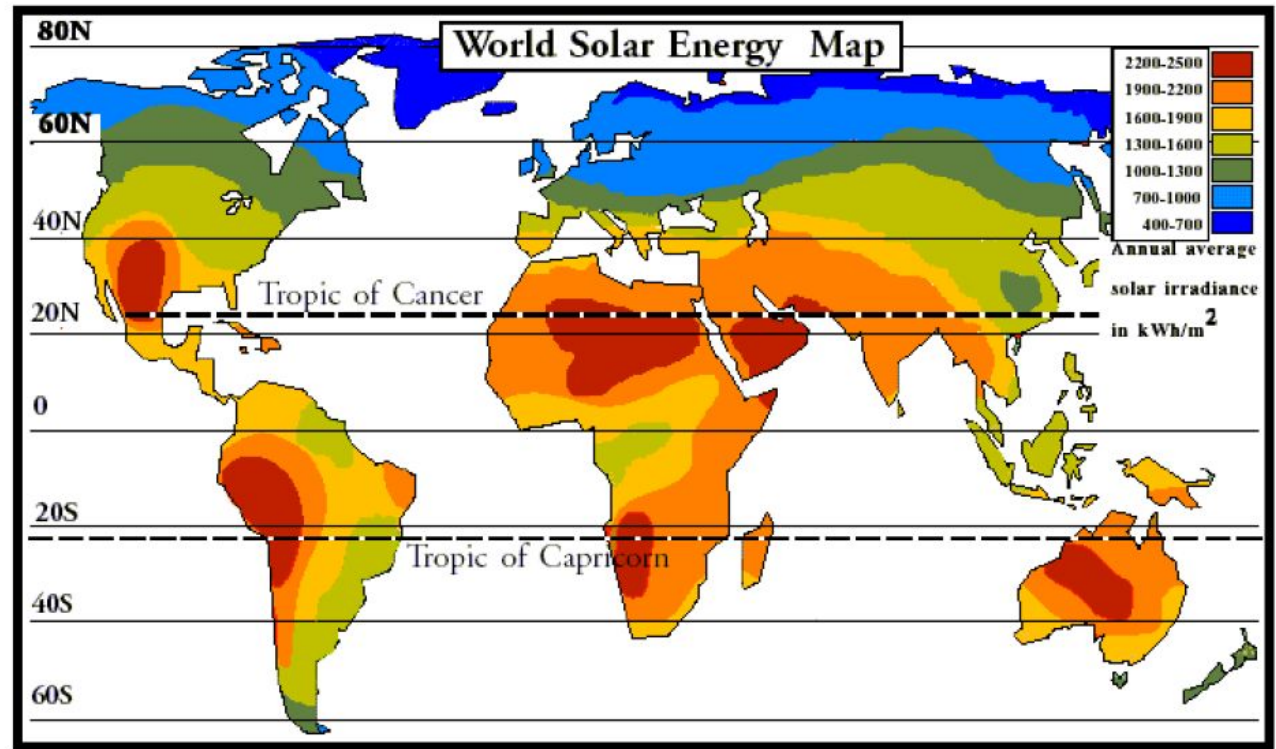 World Solar Energy Map
80N
60N
40N
20N
0
20S
40S
60S
Tropic of Cancer
Tropic of Capricorn
2200-2500
1900-2200
1600-1900
1300-1600
1000-1300
700-1000
400-700
Annual average
solar irradiance
in kWh/m²